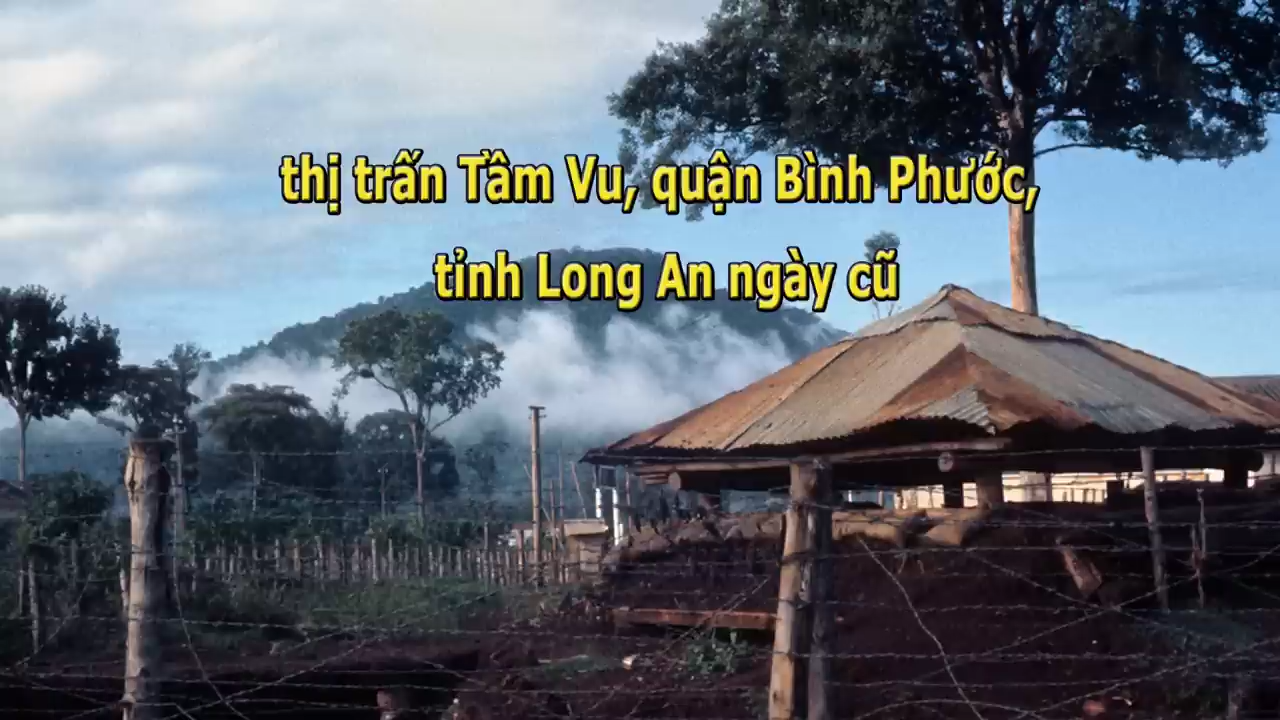 thị trấn Tầm Vu, quận Bình Phước,
tỉnh Long An ngày cũ